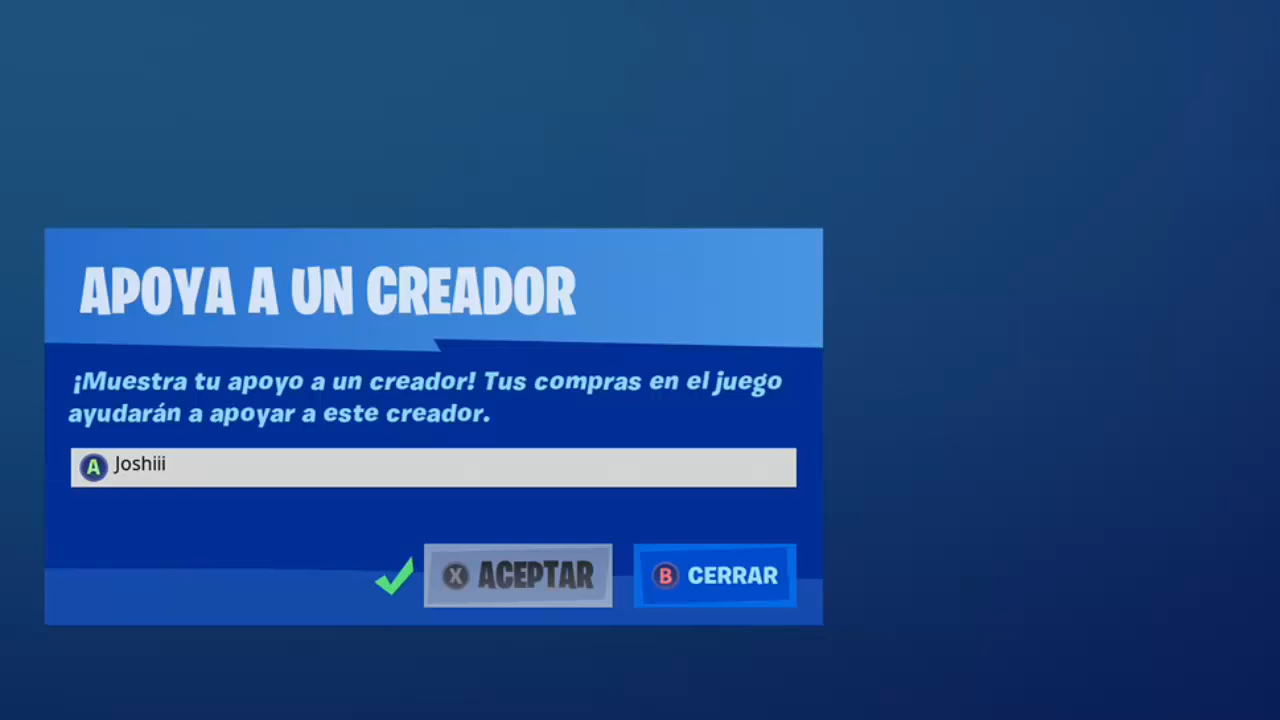 APOYA A UN CREADOR
¡Muestra tu apoyo a un creador! Tus compras en el juego
ayudarán a apoyar a este creador.
A Joshiii
X ACEPTAR B CERRAR